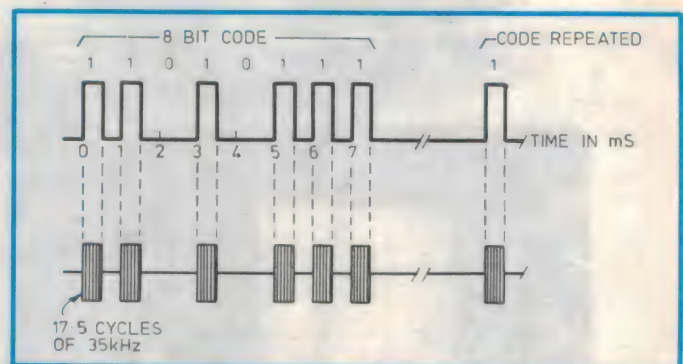 8 BIT CODE
CODE REPEATED
1 1 0 1 0 1 1 1
1
TIME IN mS
0 1 2 3 4 5 6 7
17·5 CYCLES
OF 35kHz